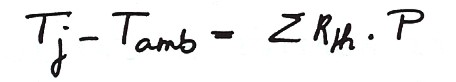 Tj - Tamb = ΣRth · P